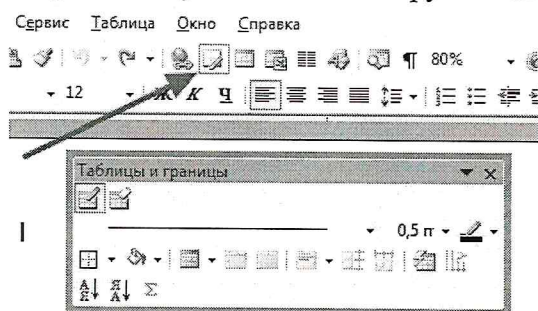 Сервис Таблица Окно Справка
¶ 80%
12 Ж К Ч
Таблицы и границы
0,5 п
А Я Я А Σ